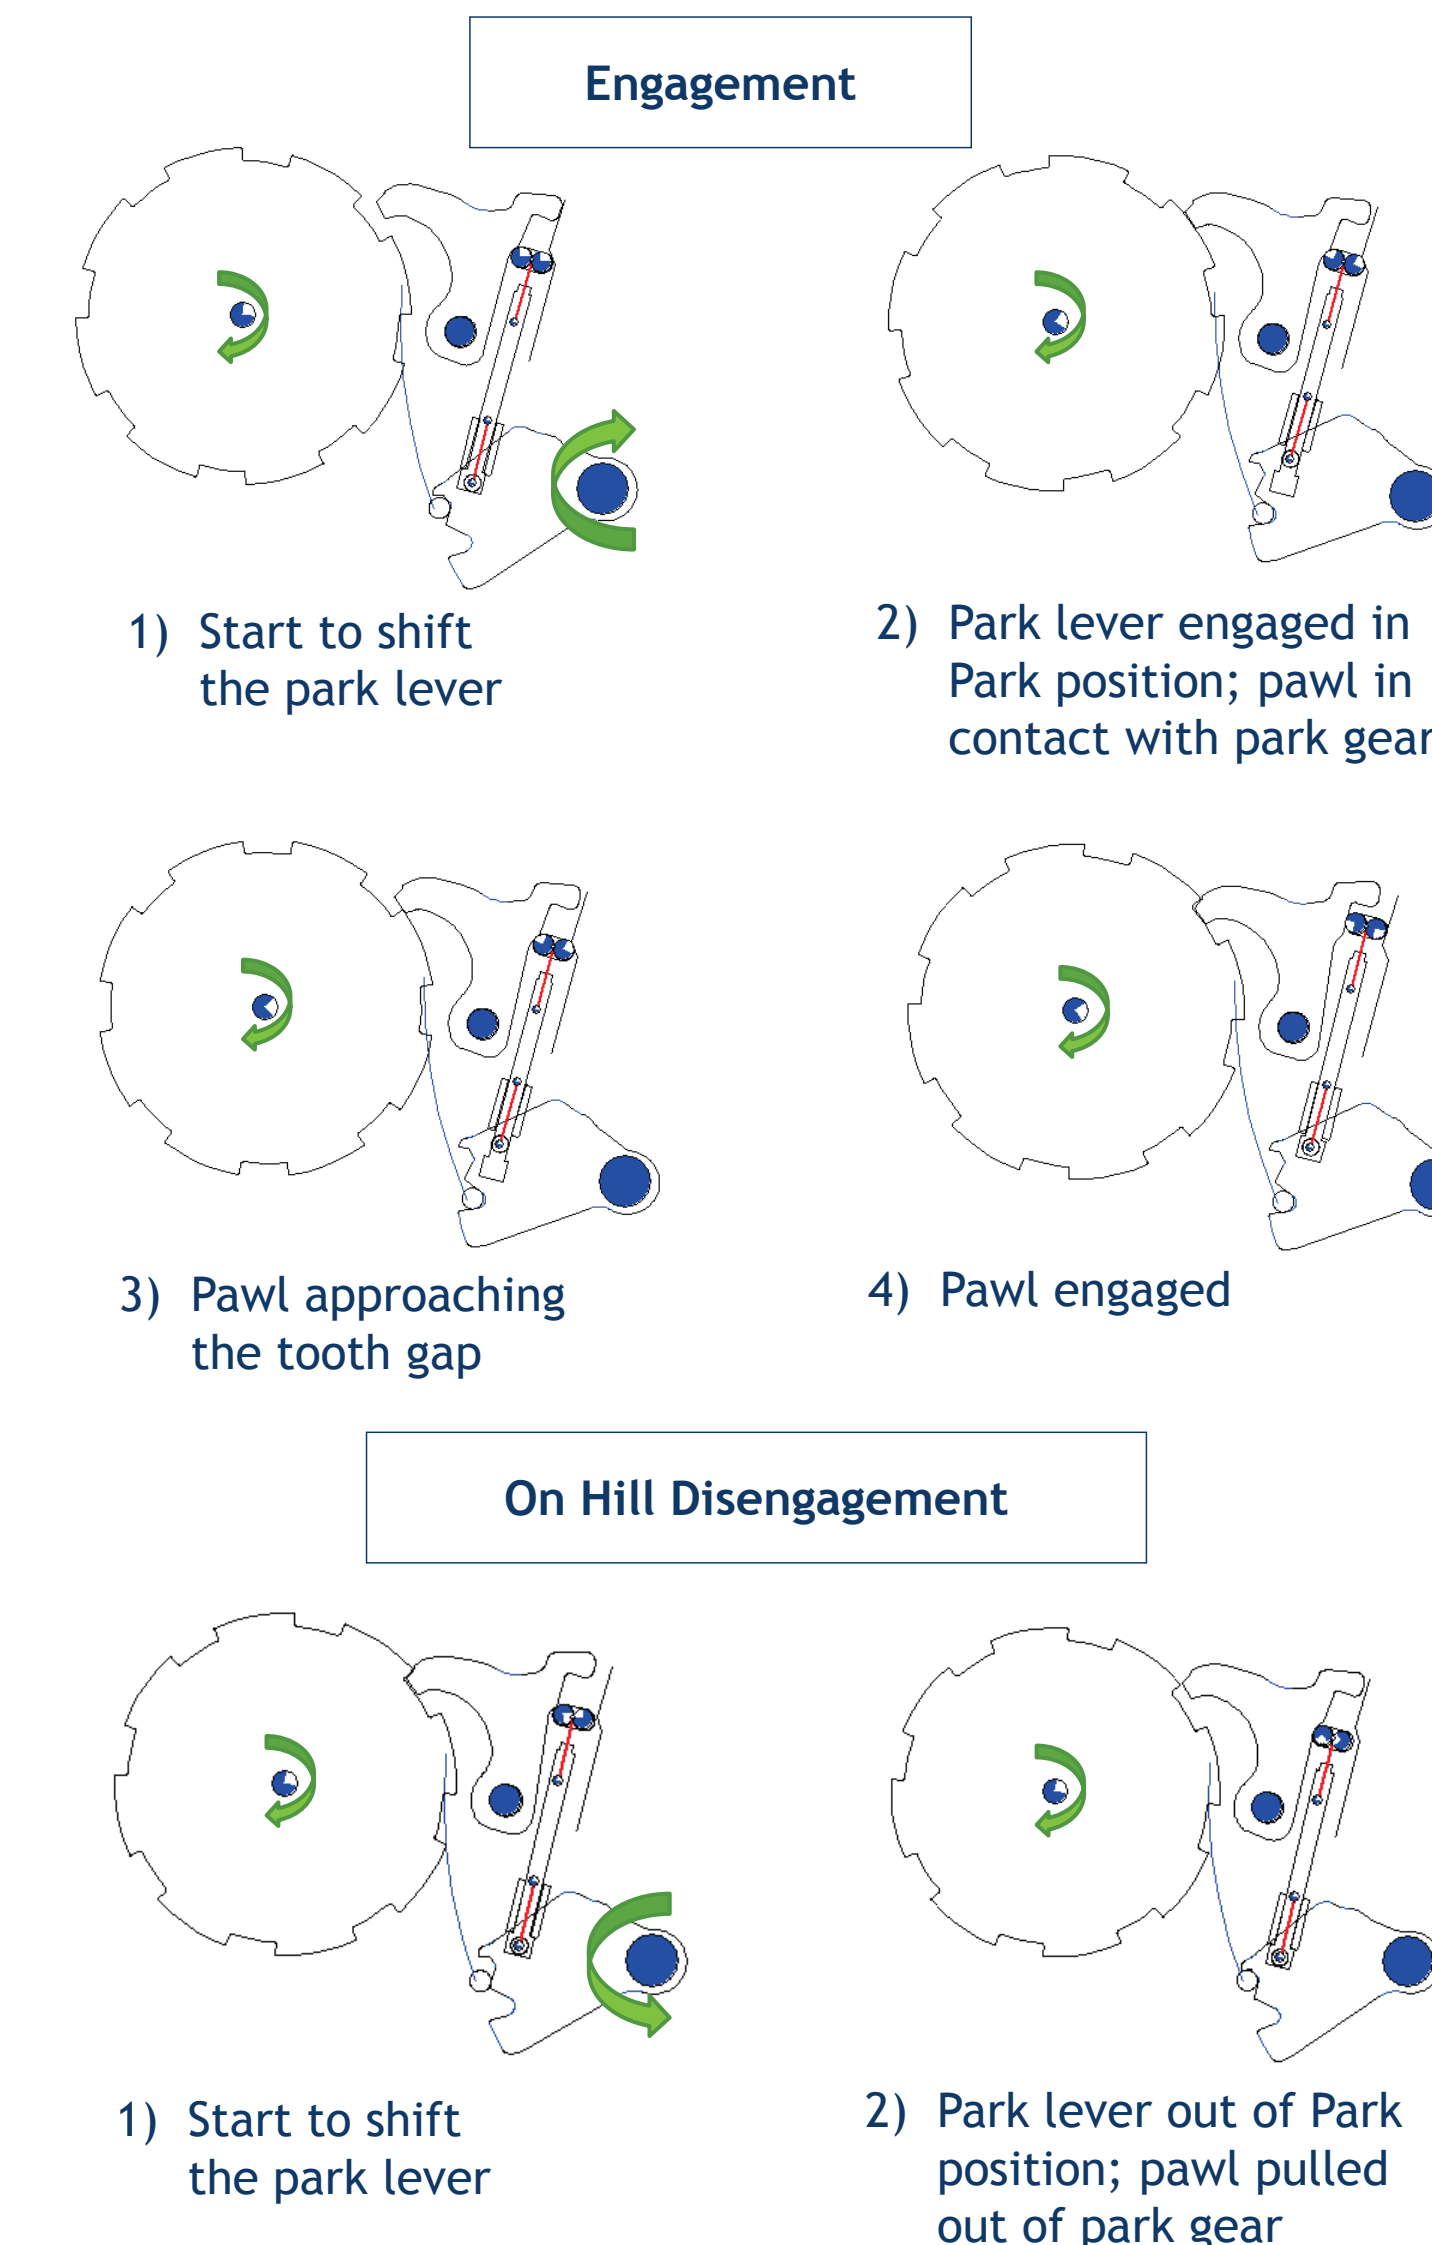 Engagement
1) Start to shift
the park lever
2) Park lever engaged in
Park position; pawl in
contact with park gear
3) Pawl approaching
the tooth gap
4) Pawl engaged
On Hill Disengagement
1) Start to shift
the park lever
2) Park lever out of Park
position; pawl pulled
out of park gear